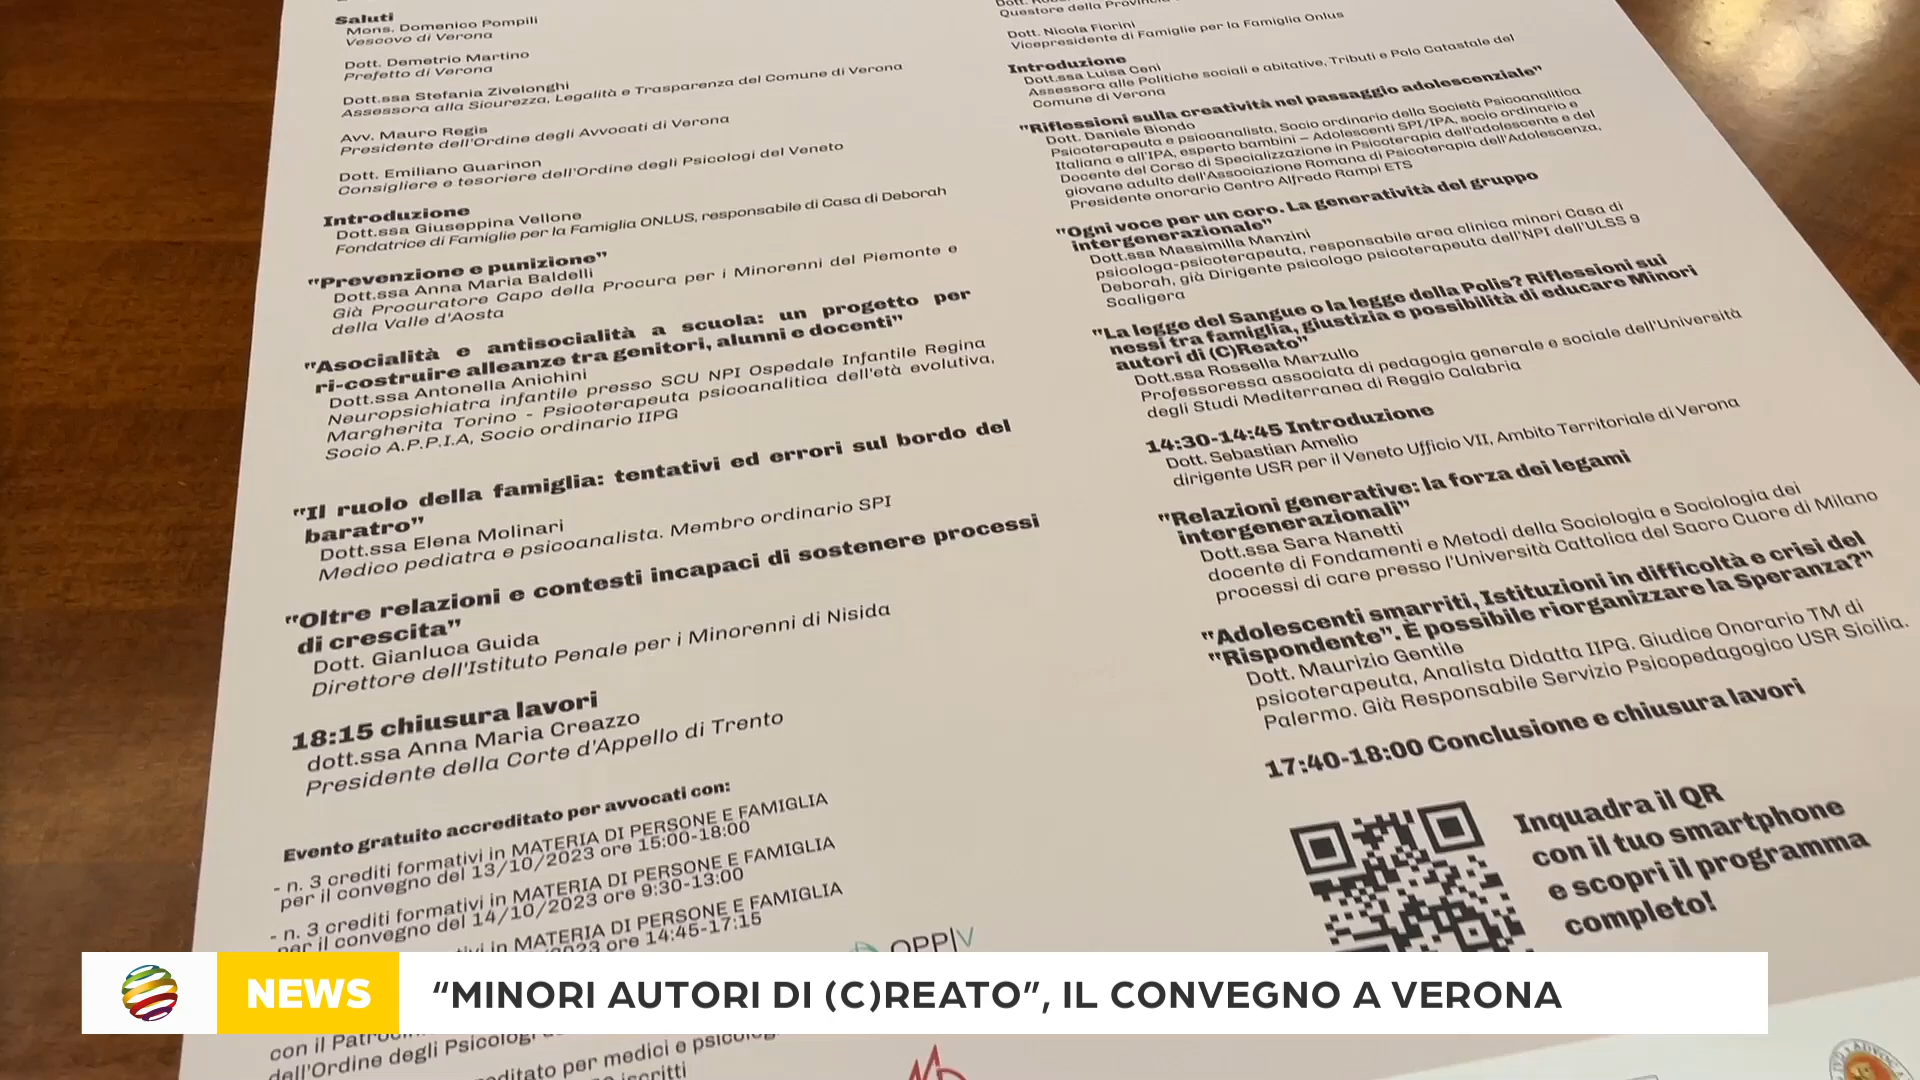 Saluti
Mons. Domenico Pompili
Vescovo di Verona
Dott. Demetrio Martino
Prefetto di Verona
Dott.ssa Stefania Zivelonghi
Assessora alla Sicurezza, Legalità e Trasparenza del Comune di Verona
Avv. Mauro Regis
Presidente dell'Ordine degli Avvocati di Verona
Dott. Emiliano Guarinon
Consigliere e tesoriere dell'Ordine degli Psicologi del Veneto
Introduzione
Dott.ssa Giuseppina Vellone
Fondatrice di Famiglie per la Famiglia ONLUS, responsabile di Casa di Deborah
"Prevenzione e punizione"
Dott.ssa Anna Maria Baldelli
Già Procuratore Capo della Procura per i Minorenni del Piemonte e
della Valle d'Aosta
"Asocialità e antisocialità a scuola: un progetto per
ri-costruire alleanze tra genitori, alunni e docenti"
Dott.ssa Antonella Anichini
Neuropsichiatra infantile presso SCU NPI Ospedale Infantile Regina
Margherita Torino - Psicoterapeuta psicoanalitica dell'età evolutiva,
Socio A.P.P.I.A, Socio ordinario IIPG
"Il ruolo della famiglia: tentativi ed errori sul bordo del
baratro"
Dott.ssa Elena Molinari
Medico pediatra e psicoanalista. Membro ordinario SPI
"Oltre relazioni e contesti incapaci di sostenere processi
di crescita"
Dott. Gianluca Guida
Direttore dell'Istituto Penale per i Minorenni di Nisida
18:15 chiusura lavori
dott.ssa Anna Maria Creazzo
Presidente della Corte d'Appello di Trento
Evento gratuito accreditato per avvocati con:
- n. 3 crediti formativi in MATERIA DI PERSONE E FAMIGLIA
per il convegno del 13/10/2023 ore 15:00-18:00
- n. 3 crediti formativi in MATERIA DI PERSONE E FAMIGLIA
per il convegno del 14/10/2023 ore 9:30-13:00
in MATERIA DI PERSONE E FAMIGLIA
ore 14:45-17:15
Questore della Provincia
Dott. Nicola Fiorini
Vicepresidente di Famiglie per la Famiglia Onlus
Introduzione
Dott.ssa Luisa Ceni
Assessora alle Politiche sociali e abitative, Tributi e Polo Catastale del
Comune di Verona
"Riflessioni sulla creatività nel passaggio adolescenziale"
Dott. Daniele Biondo
Psicoterapeuta e psicoanalista, Socio ordinario della Società Psicoanalitica
Italiana e all'IPA, esperto bambini – Adolescenti SPI/IPA, socio ordinario e
Docente del Corso di Specializzazione in Psicoterapia dell'adolescente e del
giovane adulto dell'Associazione Romana di Psicoterapia dell'Adolescenza,
Presidente onorario Centro Alfredo Rampi ETS
"Ogni voce per un coro. La generatività del gruppo
intergenerazionale"
Dott.ssa Massimilla Manzini
psicologa-psicoterapeuta, responsabile area clinica minori Casa di
Deborah, già Dirigente psicologo psicoterapeuta dell'NPI dell'ULSS 9
Scaligera
"La legge del Sangue o la legge della Polis? Riflessioni sui
nessi tra famiglia, giustizia e possibilità di educare Minori
autori di (C)Reato"
Dott.ssa Rossella Marzullo
Professoressa associata di pedagogia generale e sociale dell'Università
degli Studi Mediterranea di Reggio Calabria
14:30-14:45 Introduzione
Dott. Sebastian Amelio
dirigente USR per il Veneto Ufficio VII, Ambito Territoriale di Verona
"Relazioni generative: la forza dei legami
intergenerazionali"
Dott.ssa Sara Nanetti
docente di Fondamenti e Metodi della Sociologia e Sociologia dei
processi di care presso l'Università Cattolica del Sacro Cuore di Milano
"Adolescenti smarriti, Istituzioni in difficoltà e crisi del
"Rispondente". È possibile riorganizzare la Speranza?"
Dott. Maurizio Gentile
psicoterapeuta, Analista Didatta IIPG. Giudice Onorario TM di
Palermo. Già Responsabile Servizio Psicopedagogico USR Sicilia.
17:40-18:00 Conclusione e chiusura lavori
Inquadra il QR
con il tuo smartphone
e scopri il programma
completo!
OPP|V
NEWS
“MINORI AUTORI DI (C)REATO”, IL CONVEGNO A VERONA
con il
dell'Ordine degli Psicologi
per medici e
iscritti